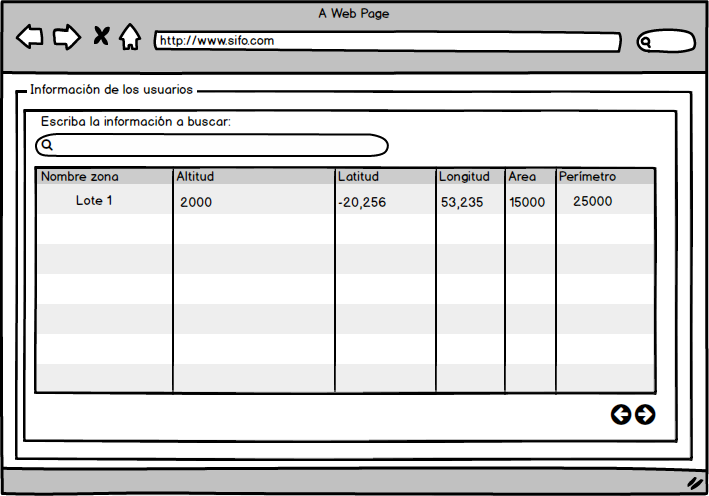 A Web Page
http://www.sifo.com
Información de los usuarios
Escriba la información a buscar:
Nombre zona Altitud Latitud Longitud Area Perímetro
Lote 1 2000 -20,256 53,235 15000 25000